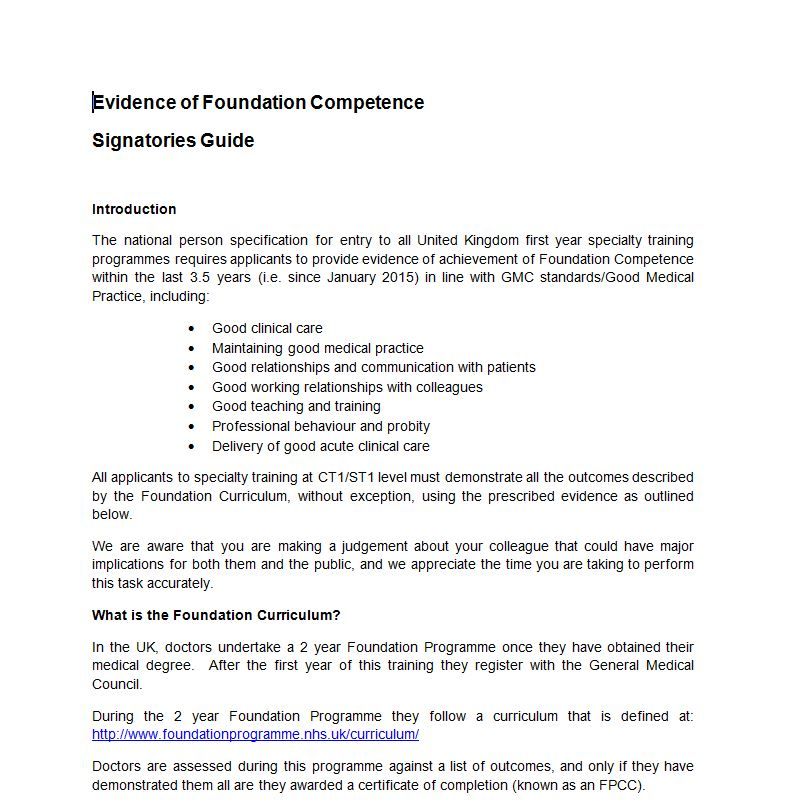 Evidence of Foundation Competence
Signatories Guide
Introduction
The national person specification for entry to all United Kingdom first year specialty training
programmes requires applicants to provide evidence of achievement of Foundation Competence
within the last 3.5 years (i.e. since January 2015) in line with GMC standards/Good Medical
Practice, including:
• Good clinical care
• Maintaining good medical practice
• Good relationships and communication with patients
• Good working relationships with colleagues
• Good teaching and training
• Professional behaviour and probity
• Delivery of good acute clinical care
All applicants to specialty training at CT1/ST1 level must demonstrate all the outcomes described
by the Foundation Curriculum, without exception, using the prescribed evidence as outlined
below.
We are aware that you are making a judgement about your colleague that could have major
implications for both them and the public, and we appreciate the time you are taking to perform
this task accurately.
What is the Foundation Curriculum?
In the UK, doctors undertake a 2 year Foundation Programme once they have obtained their
medical degree.  After the first year of this training they register with the General Medical
Council.
During the 2 year Foundation Programme they follow a curriculum that is defined at:
http://www.foundationprogramme.nhs.uk/curriculum/
Doctors are assessed during this programme against a list of outcomes, and only if they have
demonstrated them all are they awarded a certificate of completion (known as an FPCC).